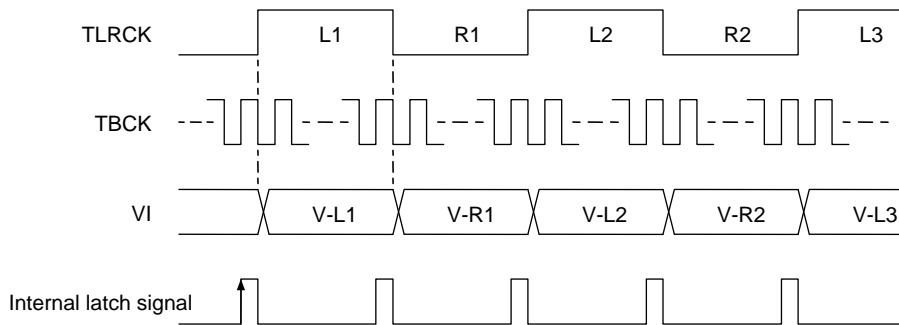 TLRCK L1 R1 L2 R2 L3
TBCK
VI V-L1 V-R1 V-L2 V-R2 V-L3
Internal latch signal